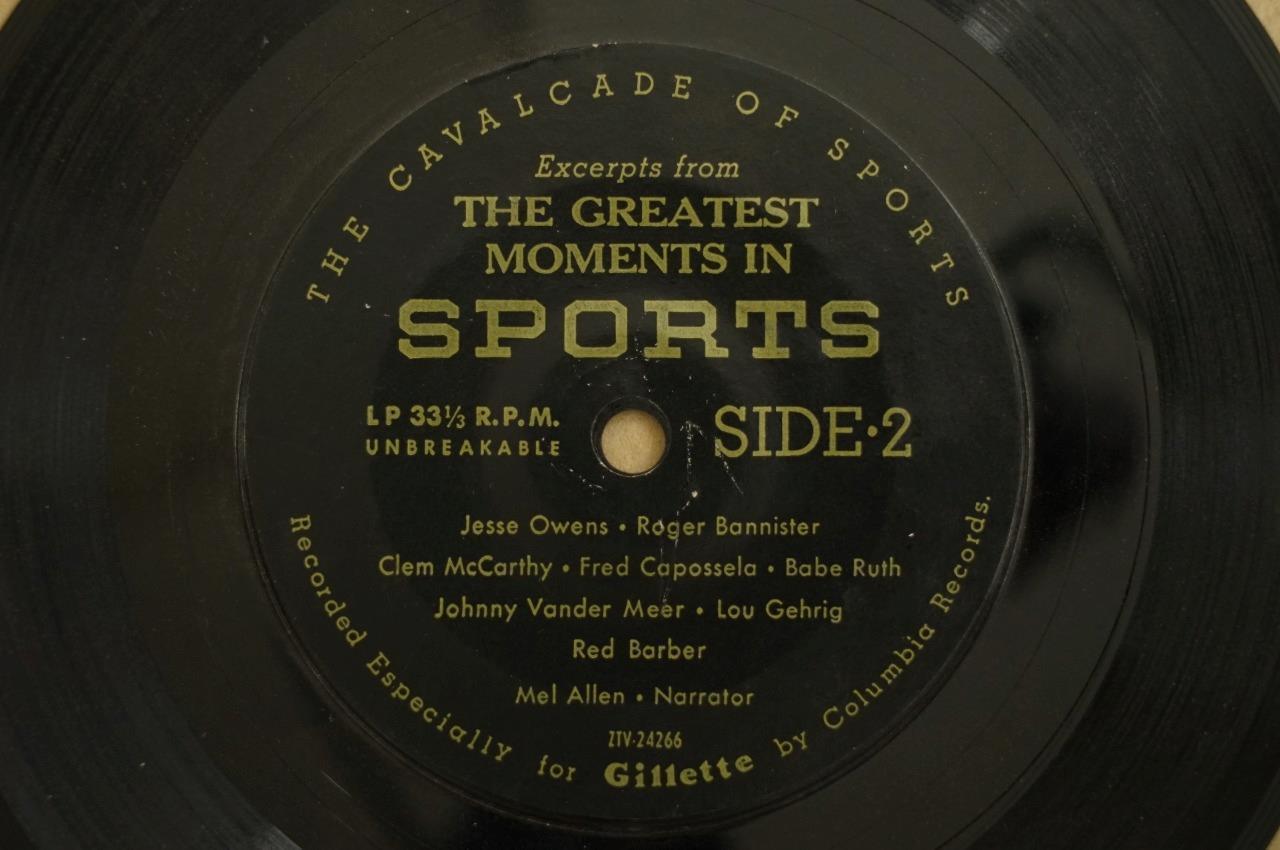 THE CAVALCADE OF SPORTS
Excerpts from
THE GREATEST
MOMENTS IN
SPORTS
LP 33⅓ R.P.M.
UNBREAKABLE
SIDE·2
Jesse Owens • Roger Bannister
Clem McCarthy • Fred Capossela • Babe Ruth
Johnny Vander Meer • Lou Gehrig
Red Barber
Mel Allen • Narrator
ZTV-24266
Recorded Especially for Gillette by Columbia Records.